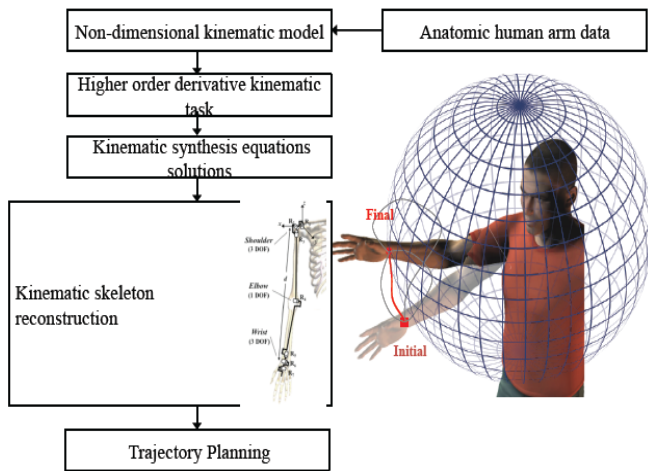 Non-dimensional kinematic model
Anatomic human arm data
Higher order derivative kinematic
task
Kinematic synthesis equations
solutions
Kinematic skeleton
reconstruction
Shoulder
(3 DOF)
Elbow
(1 DOF)
Wrist
(3 DOF)
d
Final
Initial
Trajectory Planning